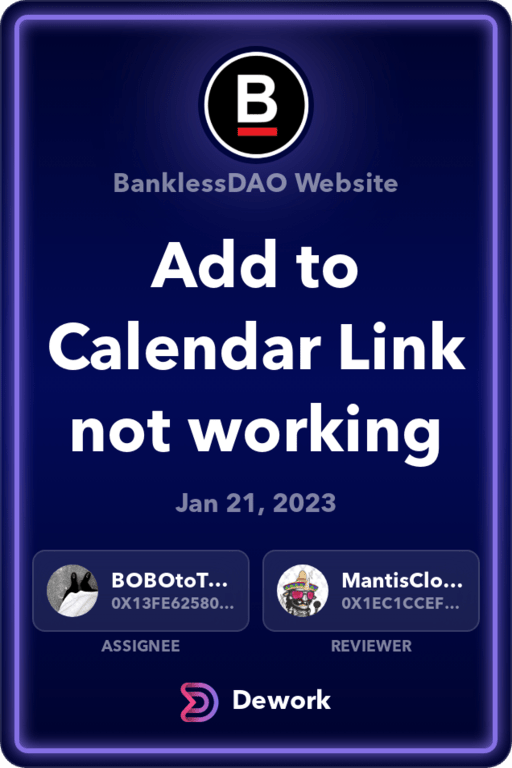 B
BanklessDAO Website
Add to
Calendar Link
not working
Jan 21, 2023
BOBOtoT...
0X13FE62580...
ASSIGNEE
MantisClo...
0X1EC1CCEF...
REVIEWER
Dework